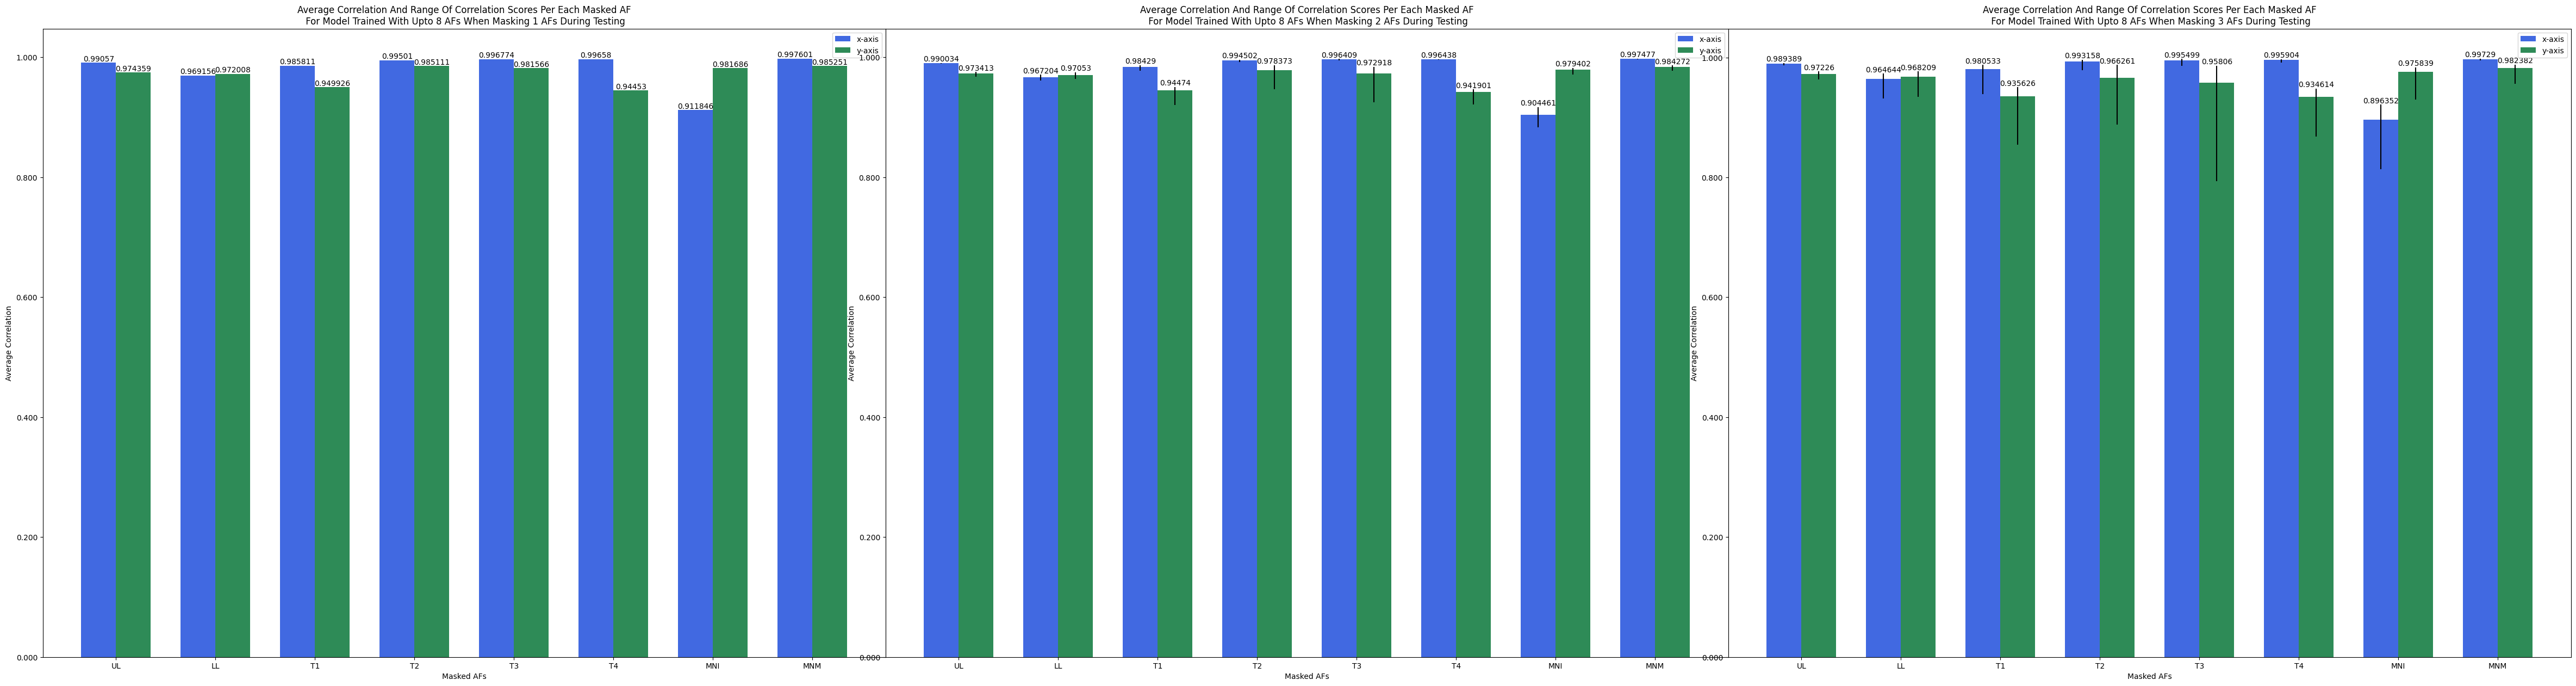 Average Correlation And Range Of Correlation Scores Per Each Masked AF
For Model Trained With Upto 8 AFs When Masking 1 AFs During Testing
x-axis
y-axis
1.000
0.800
0.600
0.400
0.200
0.000
Average Correlation
0.99057
0.974359
0.969156
0.972008
0.985811
0.949926
0.99501
0.985111
0.996774
0.981566
0.99658
0.94453
0.911846
0.981686
0.997601
0.985251
UL
LL
T1
T2
T3
T4
MNI
MNM
Masked AFs
Average Correlation And Range Of Correlation Scores Per Each Masked AF
For Model Trained With Upto 8 AFs When Masking 2 AFs During Testing
x-axis
y-axis
1.000
0.800
0.600
0.400
0.200
0.000
Average Correlation
0.990034
0.973413
0.967204
0.97053
0.98429
0.94474
0.994502
0.978373
0.996409
0.972918
0.996438
0.941901
0.904461
0.979402
0.997477
0.984272
UL
LL
T1
T2
T3
T4
MNI
MNM
Masked AFs
Average Correlation And Range Of Correlation Scores Per Each Masked AF
For Model Trained With Upto 8 AFs When Masking 3 AFs During Testing
x-axis
y-axis
1.000
0.800
0.600
0.400
0.200
0.000
Average Correlation
0.989389
0.97226
0.964644
0.968209
0.980533
0.935626
0.993158
0.966261
0.995499
0.95806
0.995904
0.934614
0.896352
0.975839
0.99729
0.982382
UL
LL
T1
T2
T3
T4
MNI
MNM
Masked AFs